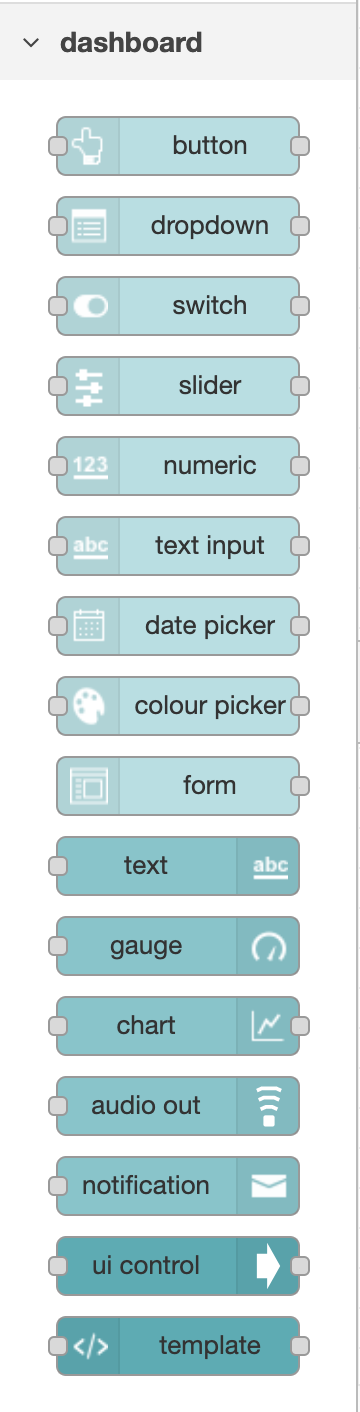 dashboard
button
dropdown
switch
slider
123 numeric
abc text input
date picker
colour picker
form
text abc
gauge
chart
audio out
notification
ui control
</> template